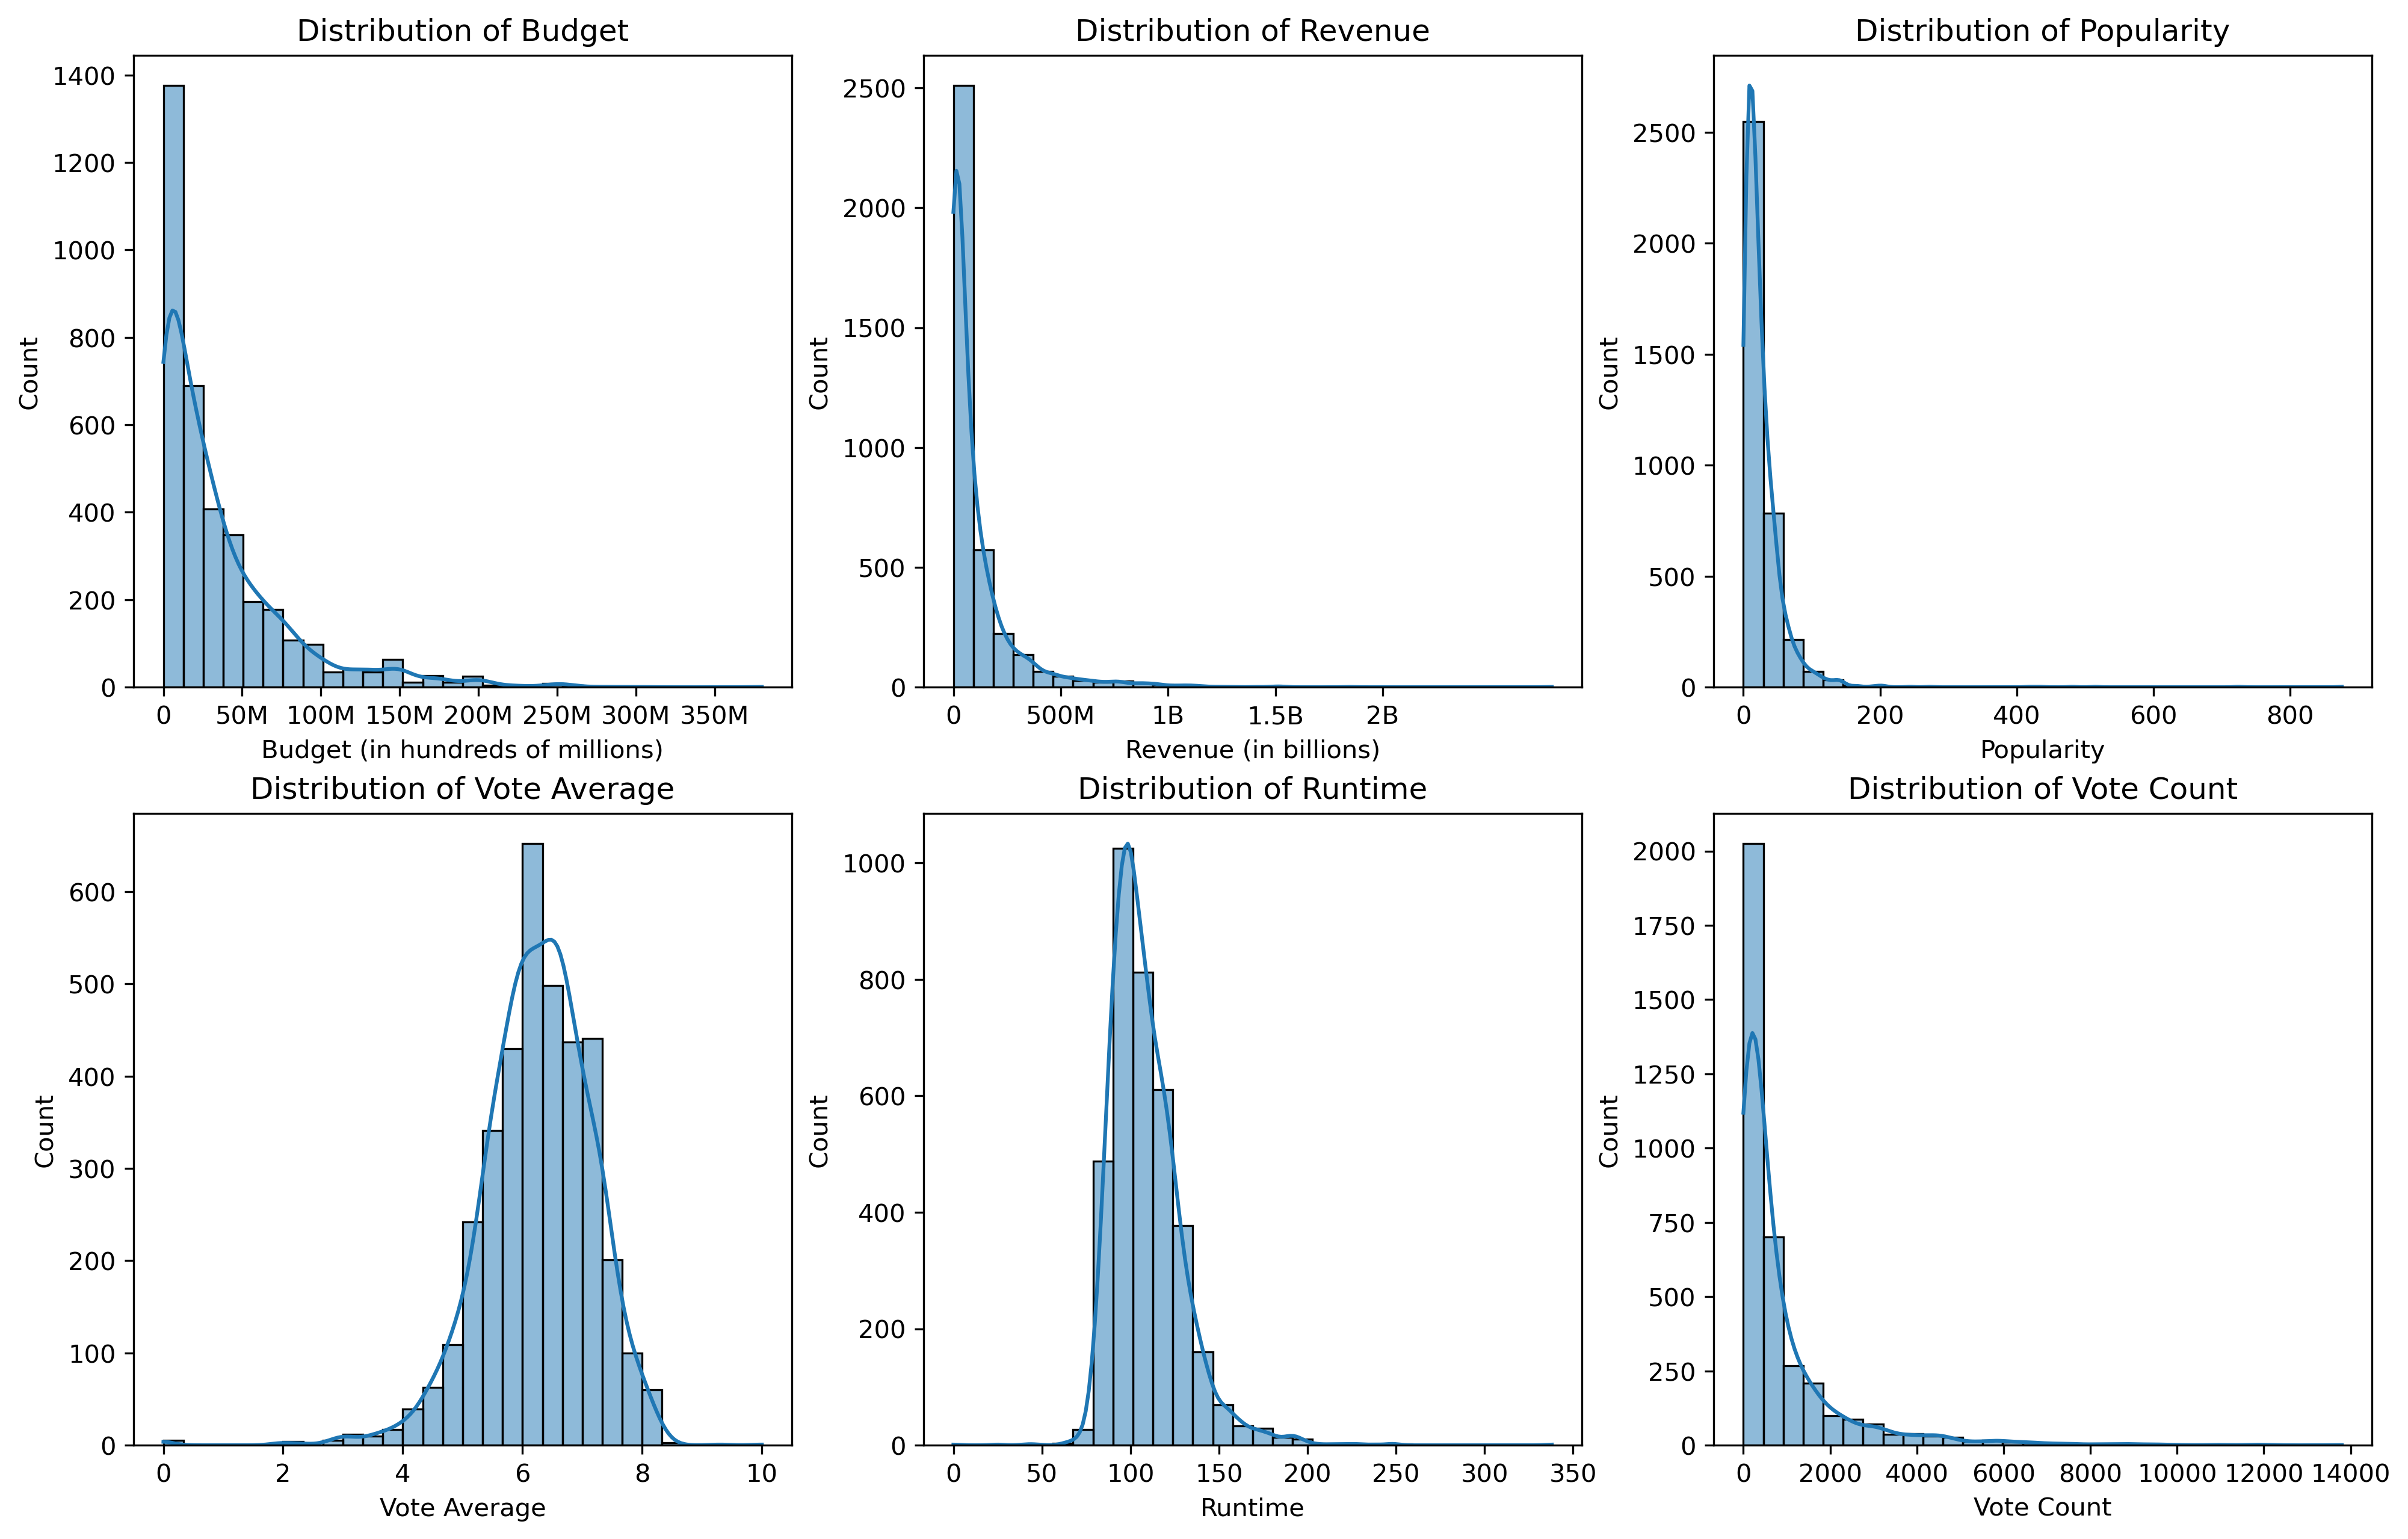 Distribution of Budget
1400
1200
1000
800
600
400
200
0
Count
0 50M 100M 150M 200M 250M 300M 350M
Budget (in hundreds of millions)
Distribution of Revenue
2500
2000
1500
1000
500
0
Count
0 500M 1B 1.5B 2B
Revenue (in billions)
Distribution of Popularity
2500
2000
1500
1000
500
0
Count
0 200 400 600 800
Popularity
Distribution of Vote Average
600
500
400
300
200
100
0
Count
0 2 4 6 8 10
Vote Average
Distribution of Runtime
1000
800
600
400
200
0
Count
0 50 100 150 200 250 300 350
Runtime
Distribution of Vote Count
2000
1750
1500
1250
1000
750
500
250
0
Count
0 2000 4000 6000 8000 10000 12000 14000
Vote Count